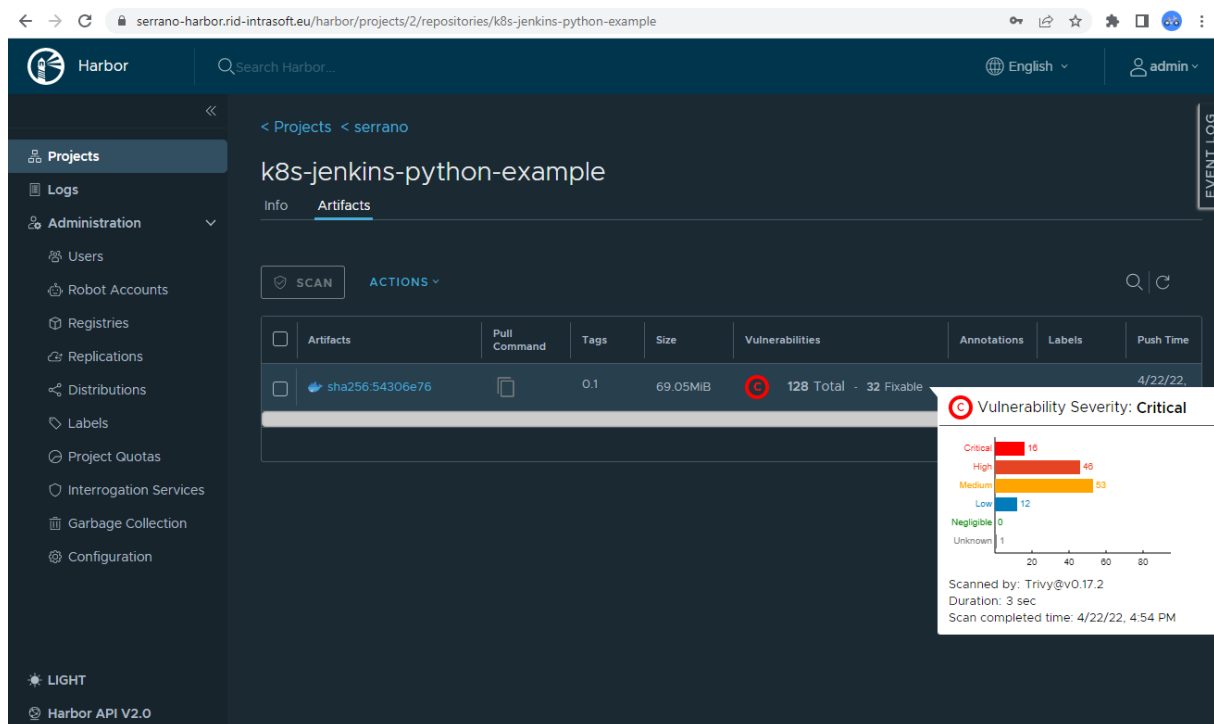 serrano-harbor.rid-intrasoft.eu/harbor/projects/2/repositories/k8s-jenkins-python-example
Harbor
Search Harbor...
English
admin
EVENT LOG
Projects
Logs
Administration
Users
Robot Accounts
Registries
Replications
Distributions
Labels
Project Quotas
Interrogation Services
Garbage Collection
Configuration
LIGHT
Harbor API V2.0
< Projects < serrano
k8s-jenkins-python-example
Info Artifacts
SCAN ACTIONS
Artifacts Pull Command Tags Size Vulnerabilities Annotations Labels Push Time
sha256:54306e76 0.1 69.05MiB C 128 Total - 32 Fixable 4/22/22,
C Vulnerability Severity: Critical
Critical 16
High 46
Medium 53
Low 12
Negligible 0
Unknown 1
20 40 60 80
Scanned by: Trivy@v0.17.2
Duration: 3 sec
Scan completed time: 4/22/22, 4:54 PM